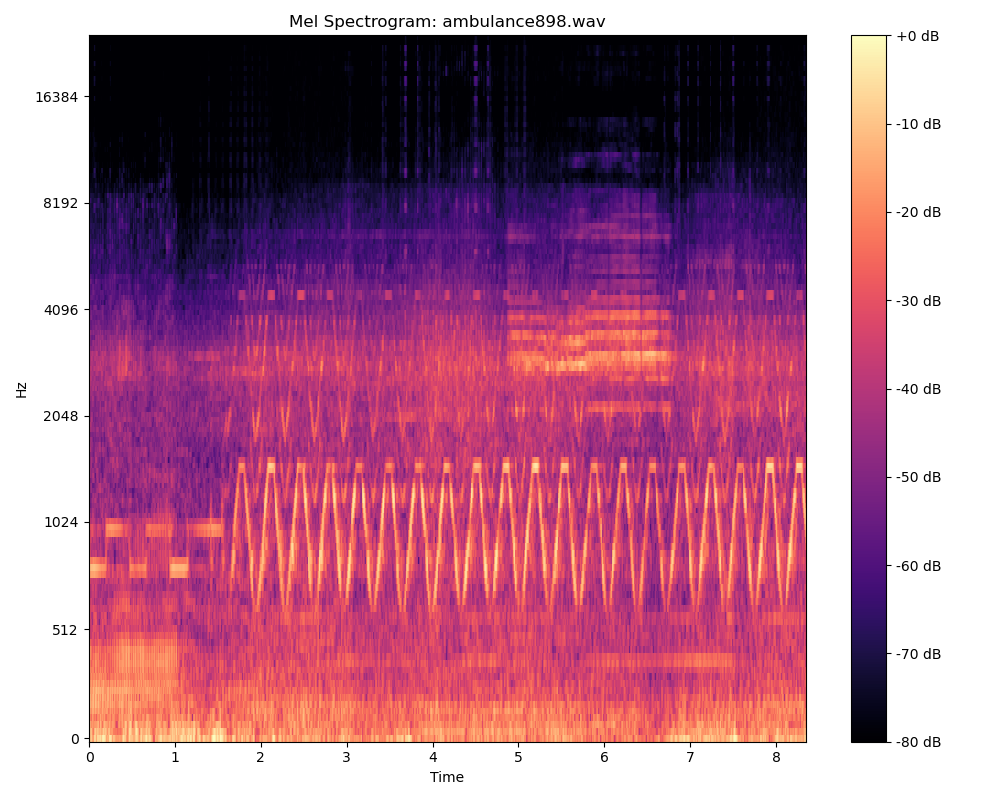 Mel Spectrogram: ambulance898.wav
Hz
16384
8192
4096
2048
1024
512
0
0 1 2 3 4 5 6 7 8
Time
+0 dB
-10 dB
-20 dB
-30 dB
-40 dB
-50 dB
-60 dB
-70 dB
-80 dB